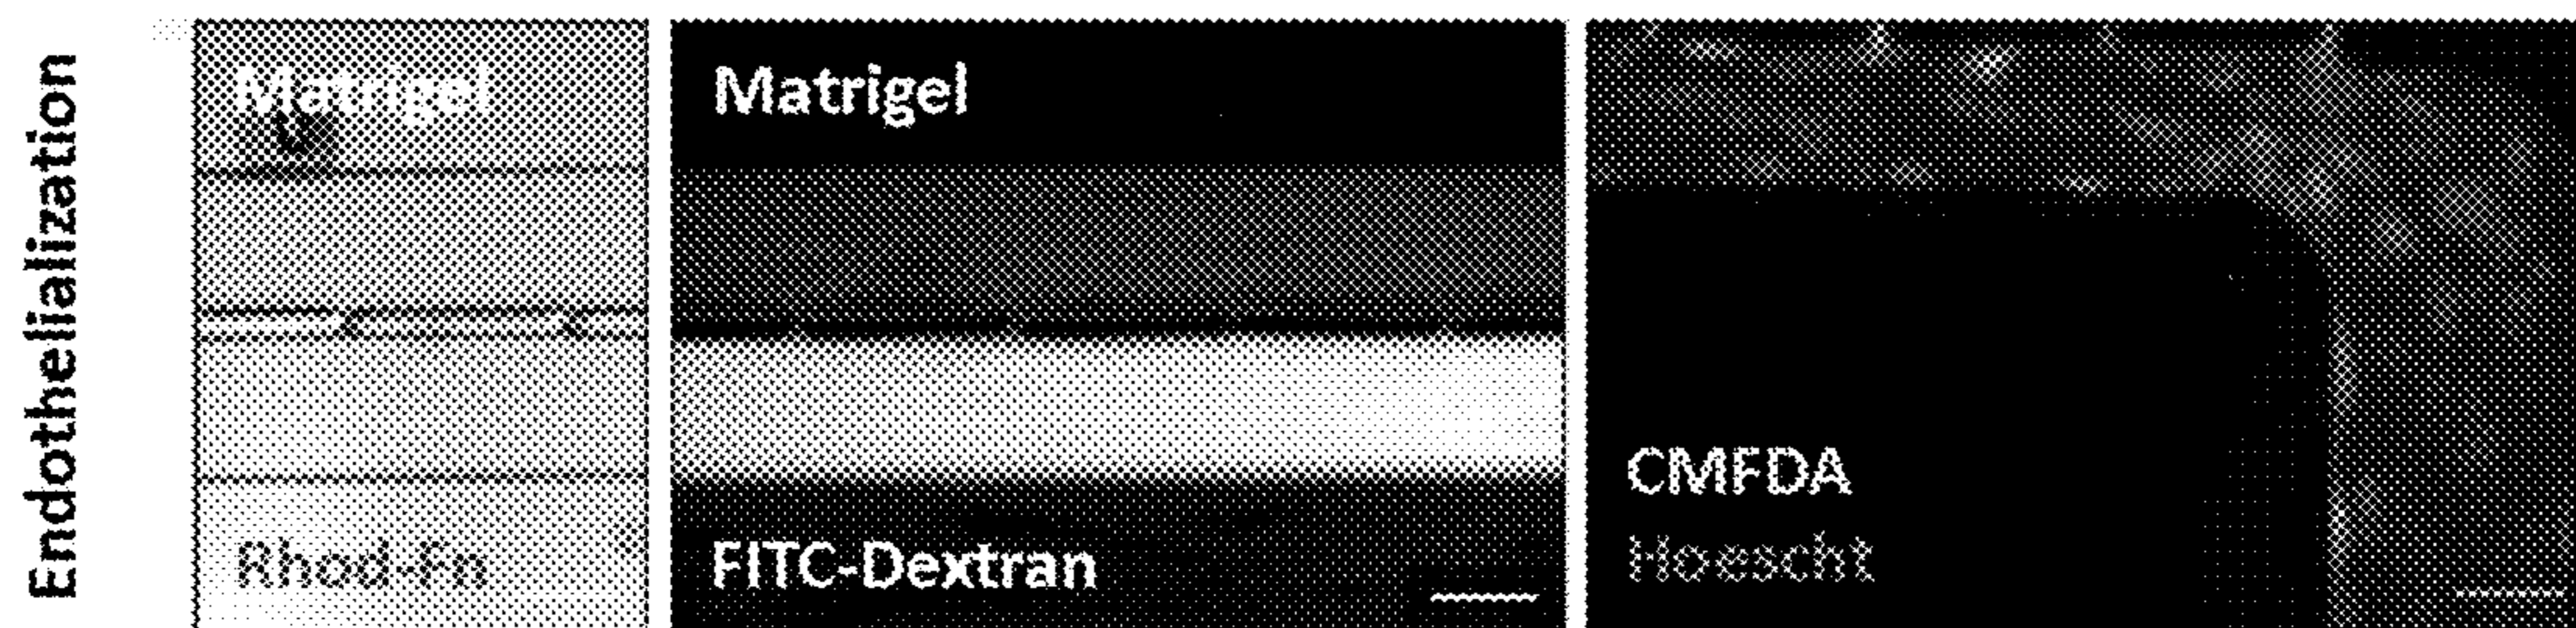 Endothelialization
Matrigel
Rhod-Fn
Matrigel
FITC-Dextran
CMFDA
Hoescht